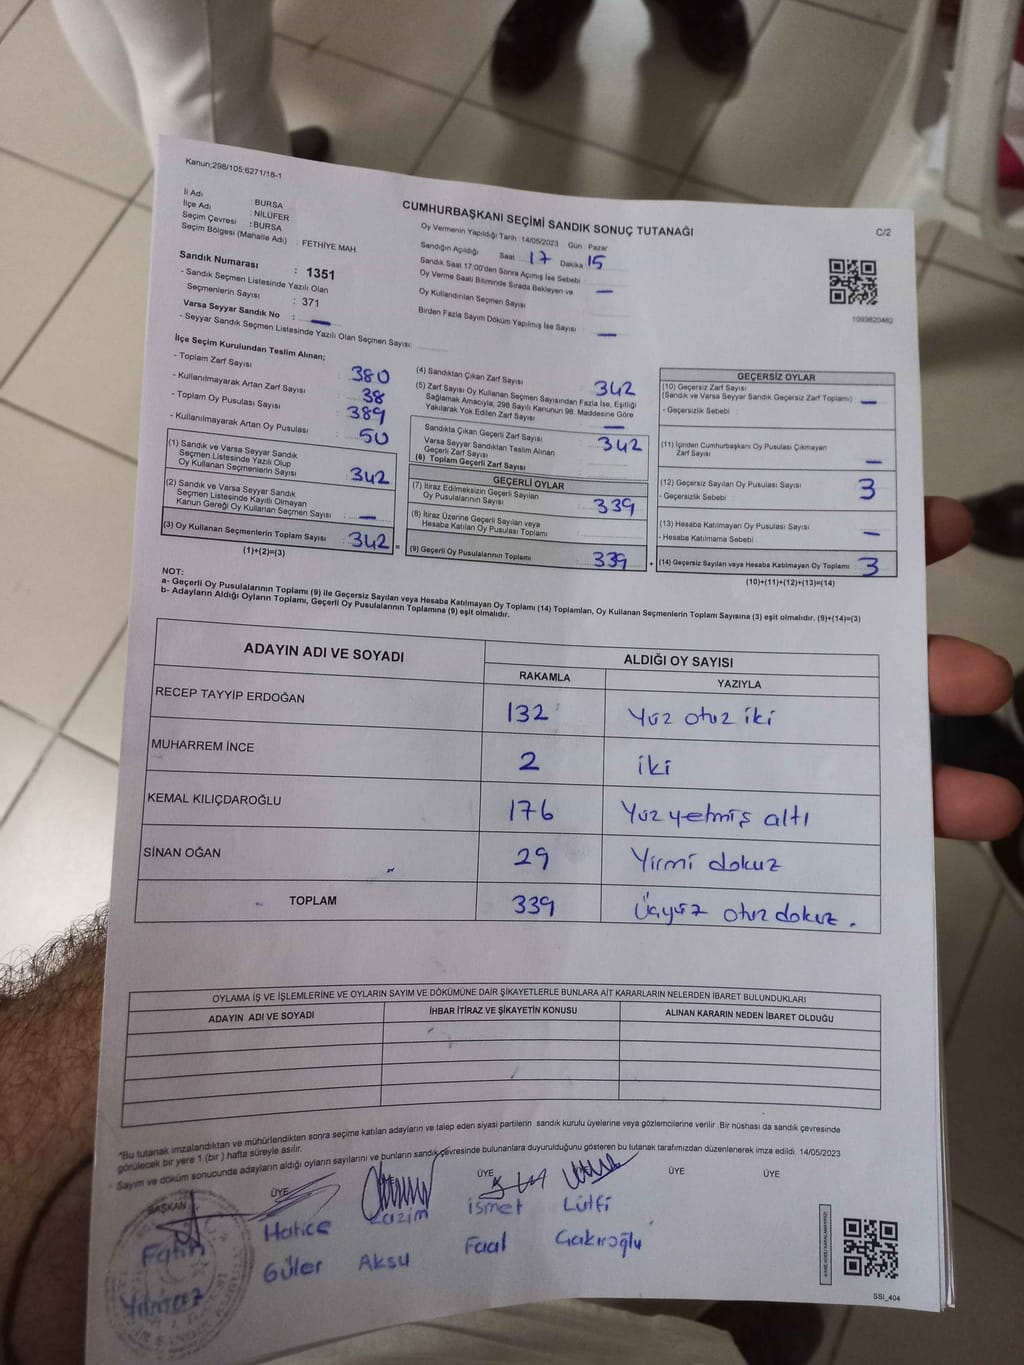 Kanun;298/105;6271/18-1
İl Adı : BURSA
İlçe Adı : NİLÜFER
Seçim Çevresi : BURSA
Seçim Bölgesi (Mahalle Adı) : FETHİYE MAH
CUMHURBAŞKANI SEÇİMİ SANDIK SONUÇ TUTANAĞI
C/2
Oy Vermenin Yapıldığı Tarih : 14/05/2023 Gün : Pazar
Sandığın Açıldığı Saat 17 Dakika 15
Sandık Saat 17:00'den Sonra Açılmış İse Sebebi
Oy Verme Saati Bitiminde Sırada Bekleyen ve
Oy Kullandırılan Seçmen Sayısı —
Birden Fazla Sayım Döküm Yapılmış İse Sayısı —
1093820462
Sandık Numarası : 1351
- Sandık Seçmen Listesinde Yazılı Olan
Seçmenlerin Sayısı : 371
Varsa Seyyar Sandık No : —
- Seyyar Sandık Seçmen Listesinde Yazılı Olan Seçmen Sayısı
İlçe Seçim Kurulundan Teslim Alınan;
- Toplam Zarf Sayısı : 380
- Kullanılmayarak Artan Zarf Sayısı : 38
- Toplam Oy Pusulası Sayısı : 389
- Kullanılmayarak Artan Oy Pusulası : 50
(1) Sandık ve Varsa Seyyar Sandık
Seçmen Listesinde Yazılı Olup
Oy Kullanan Seçmenlerin Sayısı : 342
(2) Sandık ve Varsa Seyyar Sandık
Seçmen Listesinde Kayıtlı Olmayan
Kanun Gereği Oy Kullanan Seçmen Sayısı : —
(3) Oy Kullanan Seçmenlerin Toplam Sayısı : 342 =
(1)+(2)=(3)
(4) Sandıktan Çıkan Zarf Sayısı : 342
(5) Zarf Sayısı Oy Kullanan Seçmen Sayısından Fazla İse, Eşitliği
Sağlamak Amacıyla; 298 Sayılı Kanunun 98. Maddesine Göre
Yakılarak Yok Edilen Zarf Sayısı : —
Sandıkta Çıkan Geçerli Zarf Sayısı : 342
Varsa Seyyar Sandıktan Teslim Alınan
Geçerli Zarf Sayısı
(6) Toplam Geçerli Zarf Sayısı
GEÇERLİ OYLAR
(7) İtiraz Edilmeksizin Geçerli Sayılan
Oy Pusulalarının Sayısı : 339
(8) İtiraz Üzerine Geçerli Sayılan veya
Hesaba Katılan Oy Pusulası Toplamı
(9) Geçerli Oy Pusulalarının Toplamı : 339 +
GEÇERSİZ OYLAR
(10) Geçersiz Zarf Sayısı
(Sandık ve Varsa Seyyar Sandık Geçersiz Zarf Toplamı) : —
- Geçersizlik Sebebi :
(11) İçinden Cumhurbaşkanı Oy Pusulası Çıkmayan
Zarf Sayısı : —
(12) Geçersiz Sayılan Oy Pusulası Sayısı : 3
- Geçersizlik Sebebi :
(13) Hesaba Katılmayan Oy Pusulası Sayısı : —
- Hesaba Katılmama Sebebi :
(14) Geçersiz Sayılan veya Hesaba Katılmayan Oy Toplamı : 3
(10)+(11)+(12)+(13)=(14)
NOT:
a- Geçerli Oy Pusulalarının Toplamı (9) ile Geçersiz Sayılan veya Hesaba Katılmayan Oy Toplamı (14) Toplamları, Oy Kullanan Seçmenlerin Toplam Sayısına (3) eşit olmalıdır. (9)+(14)=(3)
b- Adayların Aldığı Oyların Toplamı, Geçerli Oy Pusulalarının Toplamına (9) eşit olmalıdır.
ADAYIN ADI VE SOYADI ALDIĞI OY SAYISI
RAKAMLA YAZIYLA
RECEP TAYYİP ERDOĞAN 132 Yüz otuz iki
MUHARREM İNCE 2 iki
KEMAL KILIÇDAROĞLU 176 Yüz yetmiş altı
SİNAN OĞAN 29 Yirmi dokuz
TOPLAM 339 Üçyüz otuz dokuz.
OYLAMA İŞ VE İŞLEMLERİNE VE OYLARIN SAYIM VE DÖKÜMÜNE DAİR ŞİKAYETLERLE BUNLARA AİT KARARLARIN NELERDEN İBARET BULUNDUKLARI
ADAYIN ADI VE SOYADI İHBAR İTİRAZ VE ŞİKAYETİN KONUSU ALINAN KARARIN NEDEN İBARET OLDUĞU
*Bu tutanak imzalandıktan ve mühürlendikten sonra seçime katılan adayların ve talep eden siyasi partilerin sandık kurulu üyelerine veya gözlemcilerine verilir .Bir nüshası da sandık çevresinde
görülecek bir yere 1 (bir ) hafta süreyle asılır.
- Sayım ve döküm sonucunda adayların aldığı oyların sayılarını ve bunların sandık çevresinde bulunanlara duyurulduğunu gösteren bu tutanak tarafımızdan düzenlenerek imza edildi. 14/05/2023
BAŞKAN ÜYE ÜYE ÜYE ÜYE ÜYE
Fatih Hatice Lazim İsmet Lütfi
Yılmaz Güler Aksu Faal Çakıroğlu
SSİ_404